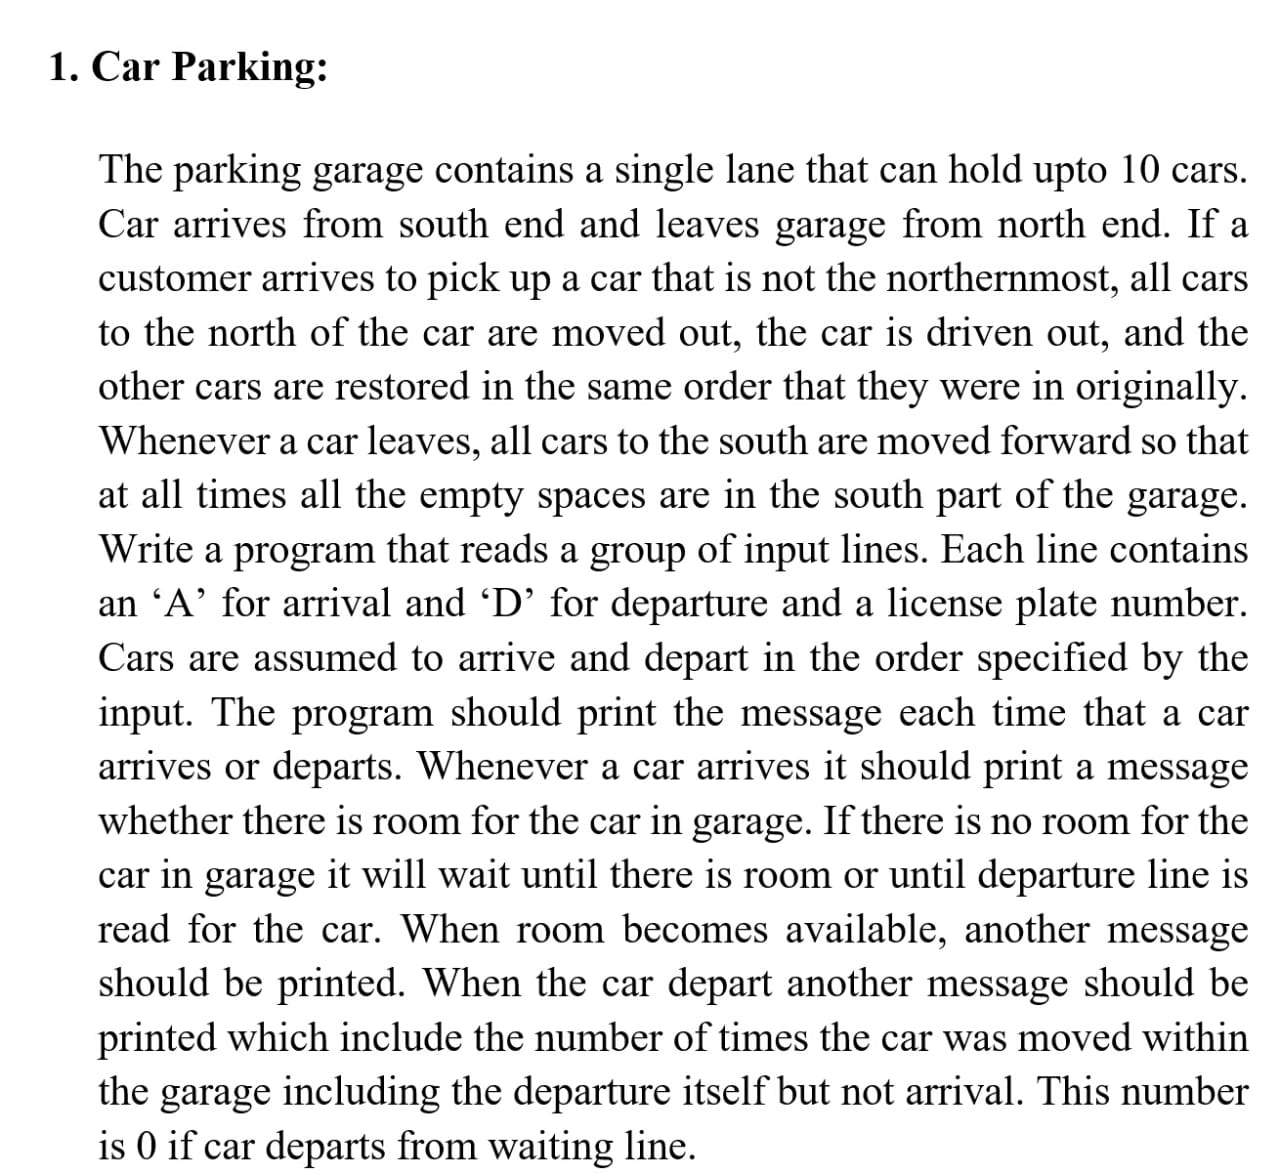 1. Car Parking:
The parking garage contains a single lane that can hold upto 10 cars.
Car arrives from south end and leaves garage from north end. If a
customer arrives to pick up a car that is not the northernmost, all cars
to the north of the car are moved out, the car is driven out, and the
other cars are restored in the same order that they were in originally.
Whenever a car leaves, all cars to the south are moved forward so that
at all times all the empty spaces are in the south part of the garage.
Write a program that reads a group of input lines. Each line contains
an ‘A’ for arrival and ‘D’ for departure and a license plate number.
Cars are assumed to arrive and depart in the order specified by the
input. The program should print the message each time that a car
arrives or departs. Whenever a car arrives it should print a message
whether there is room for the car in garage. If there is no room for the
car in garage it will wait until there is room or until departure line is
read for the car. When room becomes available, another message
should be printed. When the car depart another message should be
printed which include the number of times the car was moved within
the garage including the departure itself but not arrival. This number
is 0 if car departs from waiting line.